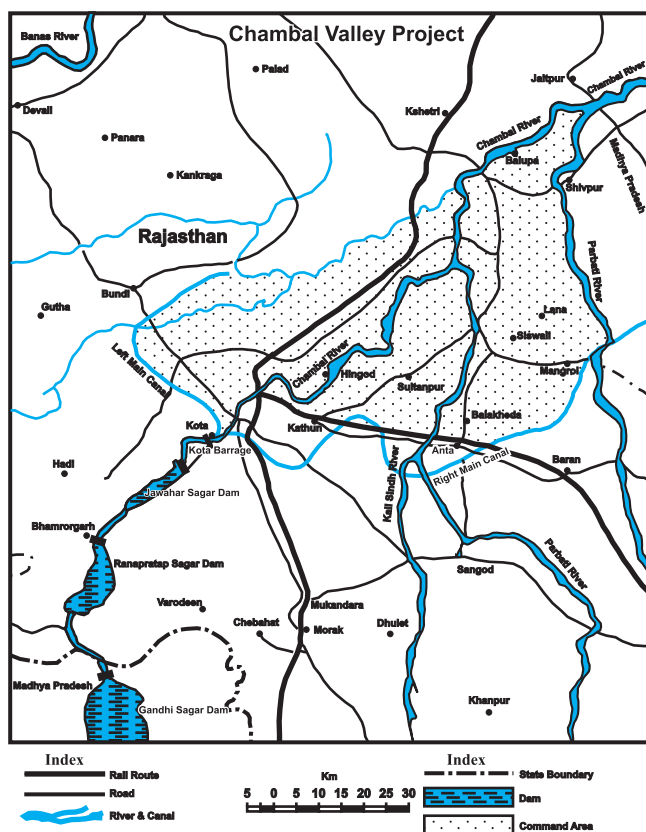 Chambal Valley Project
Banas River
Palad
Jaitpur
Chambal River
Devali
Kshetri
Chambal River
Panara
Balupa
Madhya Pradesh
Kankraga
Shivpur
Rajasthan
Parbati River
Bundi
Gutha
Lana
Siswali
Left Main Canal
Chambal River
Hingod
Mangrol
Sultanpur
Kota
Kathun
Balakheda
Kota Barrage
Anta
Hadi
Kali Sindh River
Right Main Canal
Baran
Jawahar Sagar Dam
Bhamrorgarh
Ranapratap Sagar Dam
Sangod
Parbati River
Varodeen
Mukandara
Chebahat
Morak
Dhulet
Madhya Pradesh
Khanpur
Gandhi Sagar Dam
Index
Rail Route
Road
River & Canal
Km
5 0 5 10 15 20 25 30
Index
State Boundary
Dam
Command Area